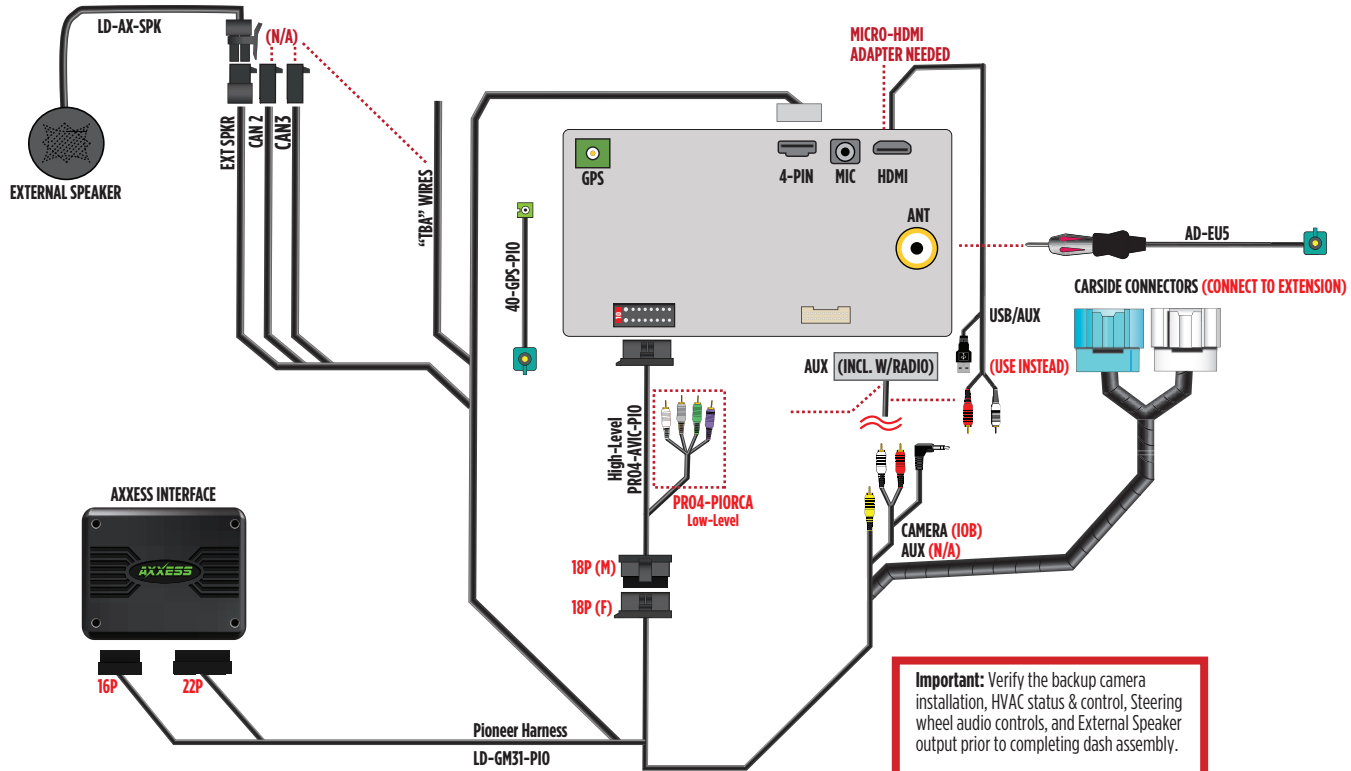 LD-AX-SPK
(N/A)
EXTERNAL SPEAKER
EXT SPKR
CAN 2
CAN3
"TBA" WIRES
MICRO-HDMI
ADAPTER NEEDED
GPS
4-PIN
MIC
HDMI
ANT
AD-EU5
40-GPS-PIO
10
CARSIDE CONNECTORS (CONNECT TO EXTENSION)
USB/AUX
AUX
(INCL. W/RADIO)
(USE INSTEAD)
High-Level
PR04-AVIC-PIO
PR04-PIORCA
Low-Level
CAMERA (IOB)
AUX (N/A)
AXXESS INTERFACE
AXXESS
18P (M)
18P (F)
16P
22P
Pioneer Harness
LD-GM31-PIO
Important: Verify the backup camera
installation, HVAC status & control, Steering
wheel audio controls, and External Speaker
output prior to completing dash assembly.